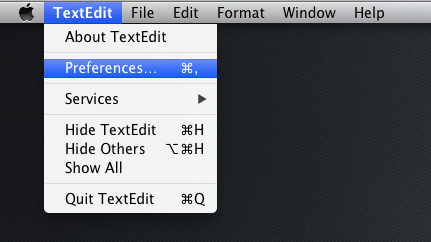 TextEdit File Edit Format Window Help
About TextEdit
Preferences... ⌘,
Services ▶
Hide TextEdit ⌘H
Hide Others ⌥⌘H
Show All
Quit TextEdit ⌘Q